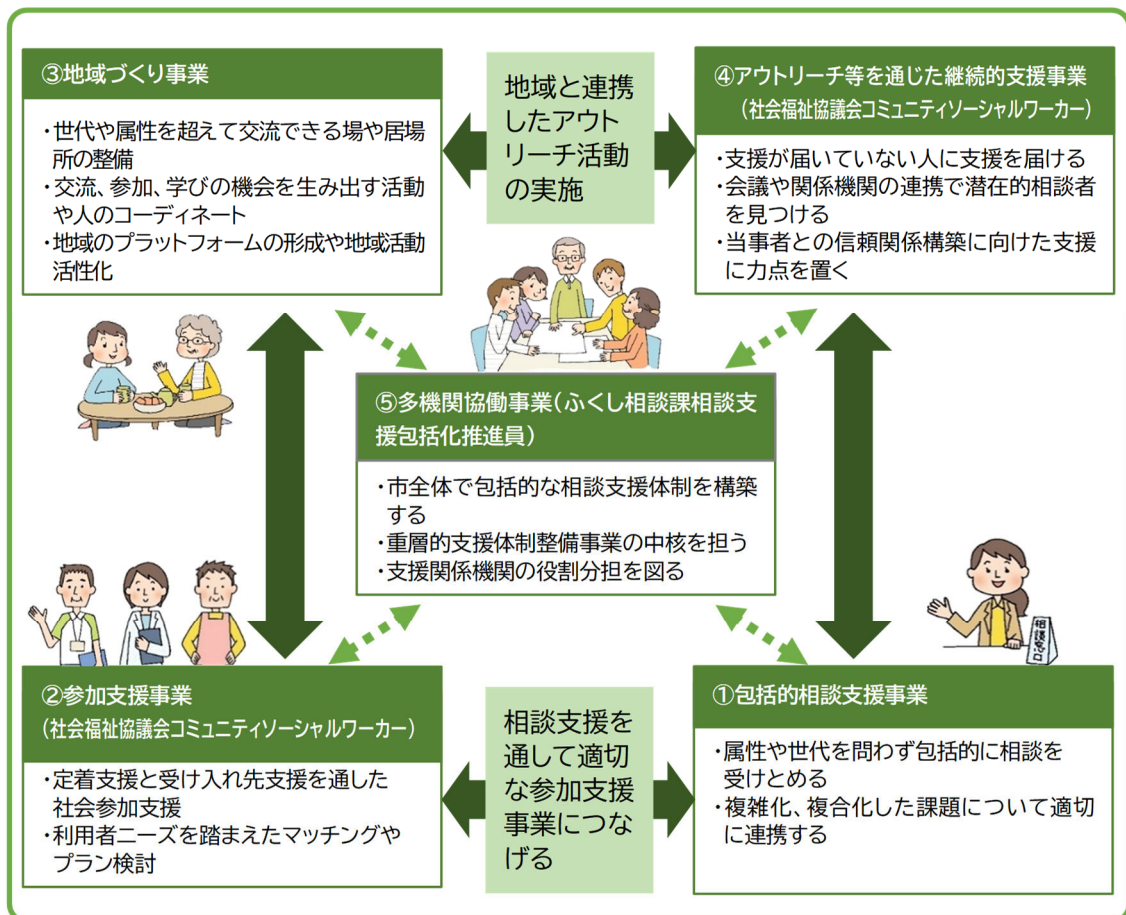 ③地域づくり事業
・世代や属性を超えて交流できる場や居場
所の整備
・交流、参加、学びの機会を生み出す活動
や人のコーディネート
・地域のプラットフォームの形成や地域活動
活性化
地域と連携
したアウト
リーチ活動
の実施
④アウトリーチ等を通じた継続的支援事業
（社会福祉協議会コミュニティソーシャルワーカー）
・支援が届いていない人に支援を届ける
・会議や関係機関の連携で潜在的相談者
を見つける
・当事者との信頼関係構築に向けた支援
に力点を置く
⑤多機関協働事業（ふくし相談課相談支
援包括化推進員）
・市全体で包括的な相談支援体制を構築
する
・重層的支援体制整備事業の中核を担う
・支援関係機関の役割分担を図る
相談窓口
②参加支援事業
（社会福祉協議会コミュニティソーシャルワーカー）
・定着支援と受け入れ先支援を通した
社会参加支援
・利用者ニーズを踏まえたマッチングや
プラン検討
相談支援を
通して適切
な参加支援
事業につな
げる
①包括的相談支援事業
・属性や世代を問わず包括的に相談を
受けとめる
・複雑化、複合化した課題について適切
に連携する